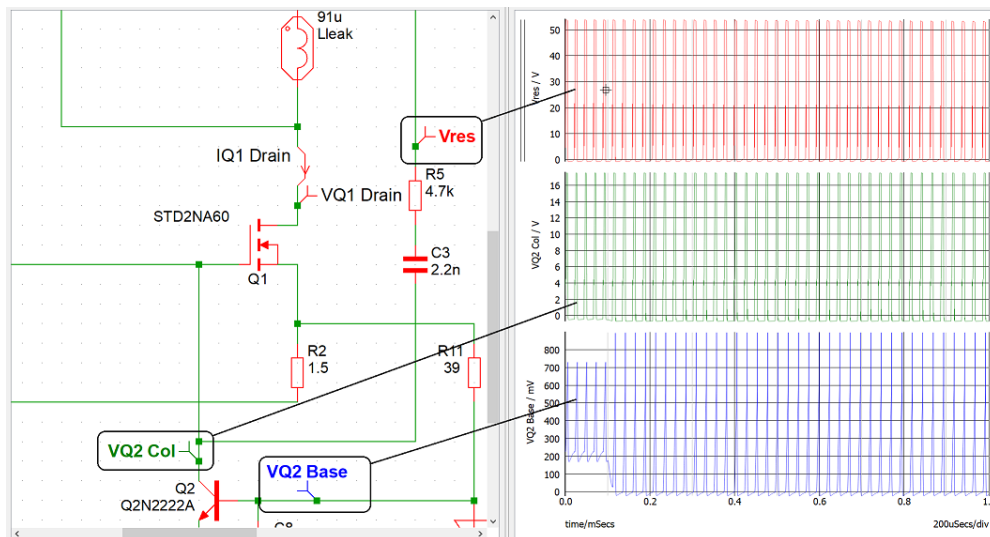 91u
Lleak
Vres
IQ1 Drain
R5
4.7k
VQ1 Drain
STD2NA60
C3
2.2n
Q1
R2
1.5
R11
39
VQ2 Col
VQ2 Base
Q2
Q2N2222A
C8
Vres / V
50
40
30
20
10
0
VQ2 Col / V
16
14
12
10
8
6
4
2
0
VQ2 Base / mV
800
700
600
500
400
300
200
100
0
0.0 0.2 0.4 0.6 0.8 1.0
time/mSecs 200uSecs/div